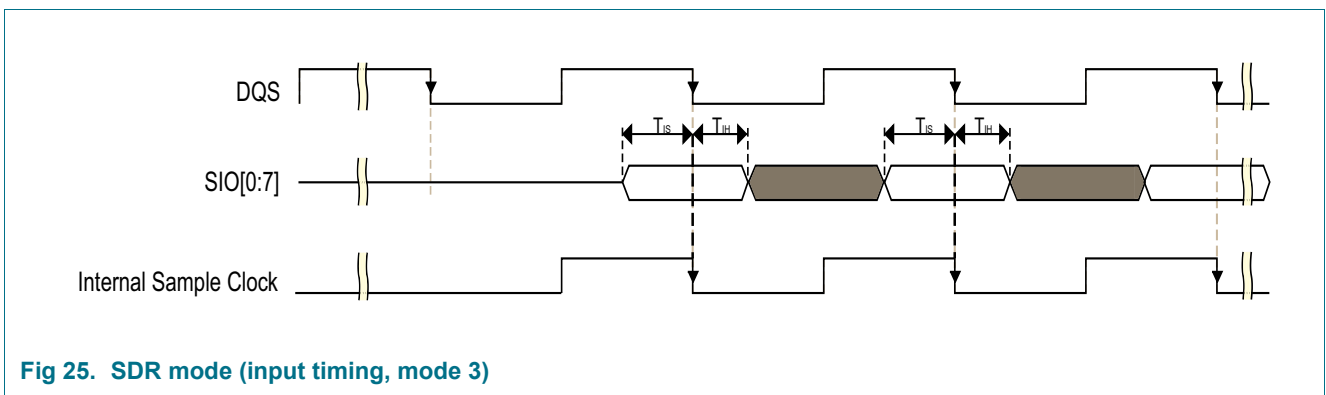 DQS
TIS TIH TIS TIH
SIO[0:7]
Internal Sample Clock
Fig 25. SDR mode (input timing, mode 3)